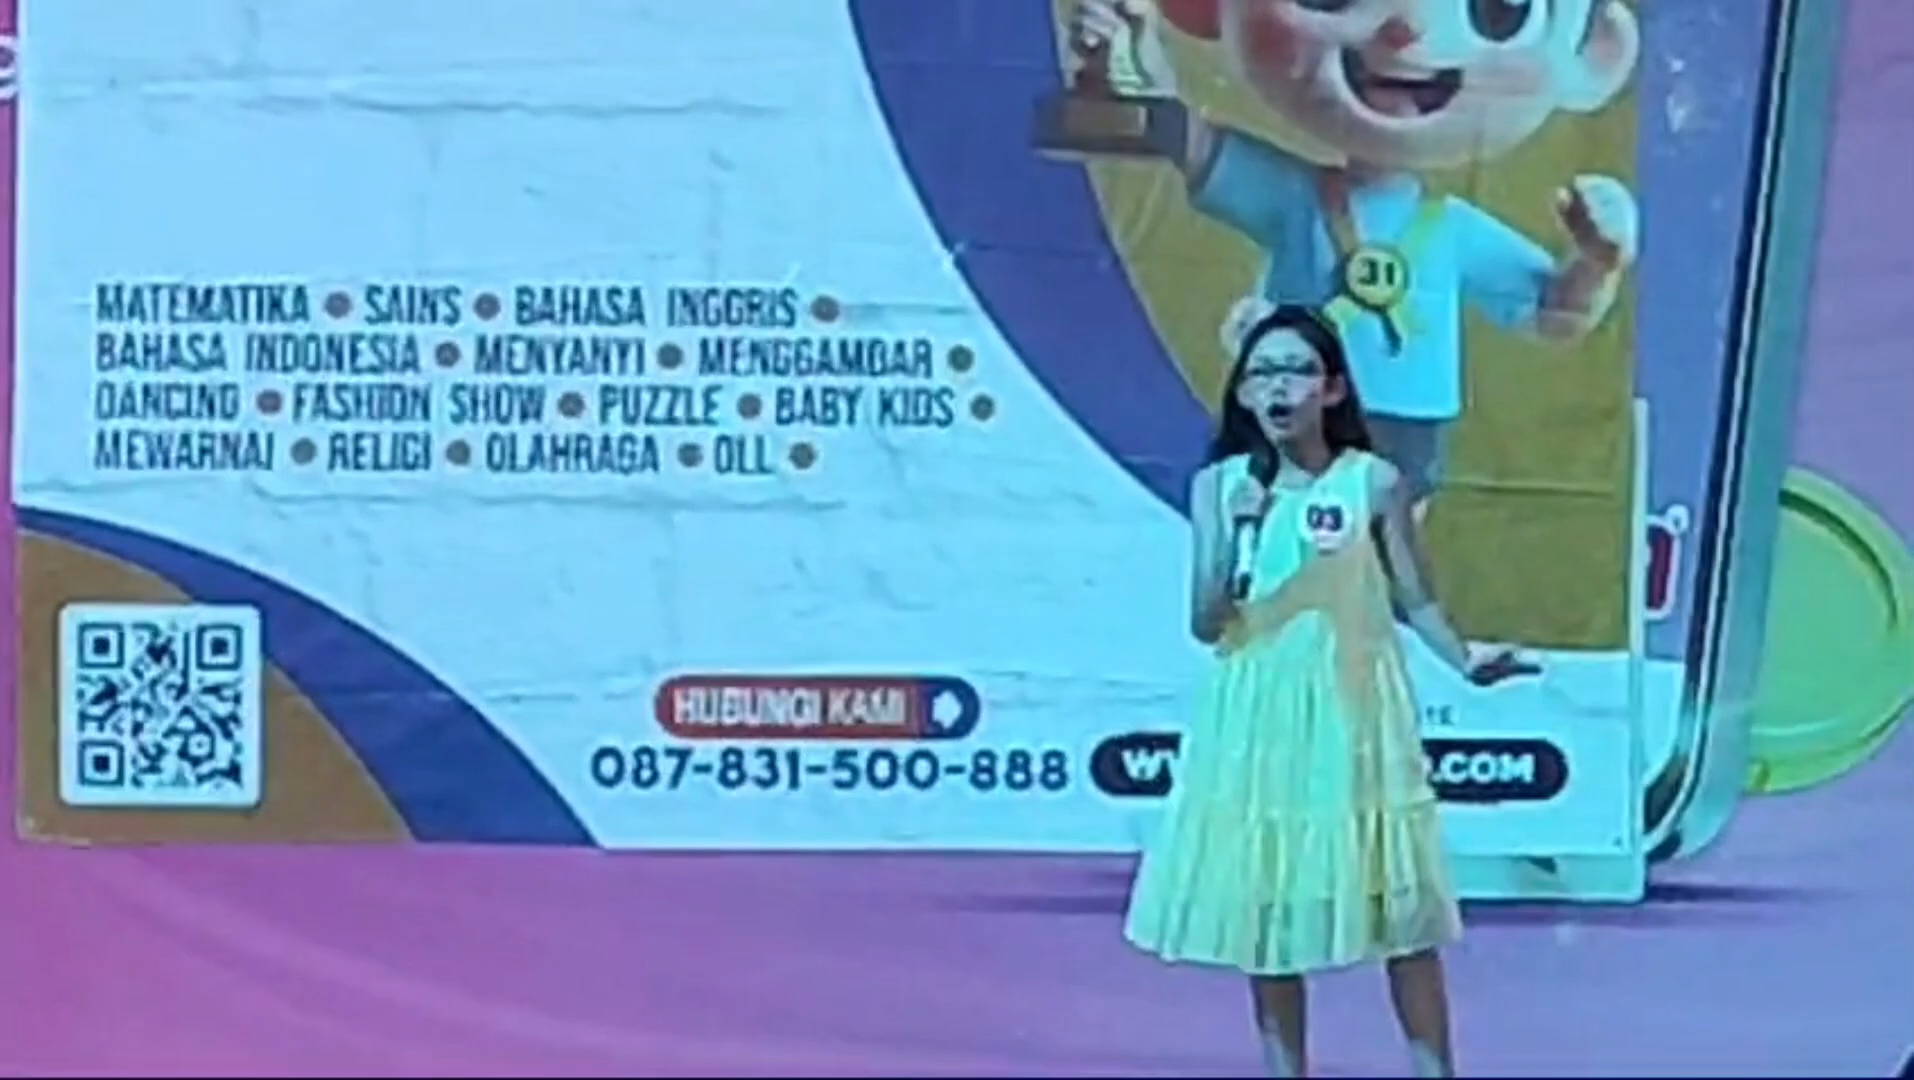 MATEMATIKA • SAINS • BAHASA INGGRIS •
BAHASA INDONESIA • MENYANYI • MENGGAMBAR •
DANCING • FASHION SHOW • PUZZLE • BABY KIDS •
MEWARNAI • RELIGI • OLAHRAGA • DLL •
31
HUBUNGI KAMI
087-831-500-888
.COM